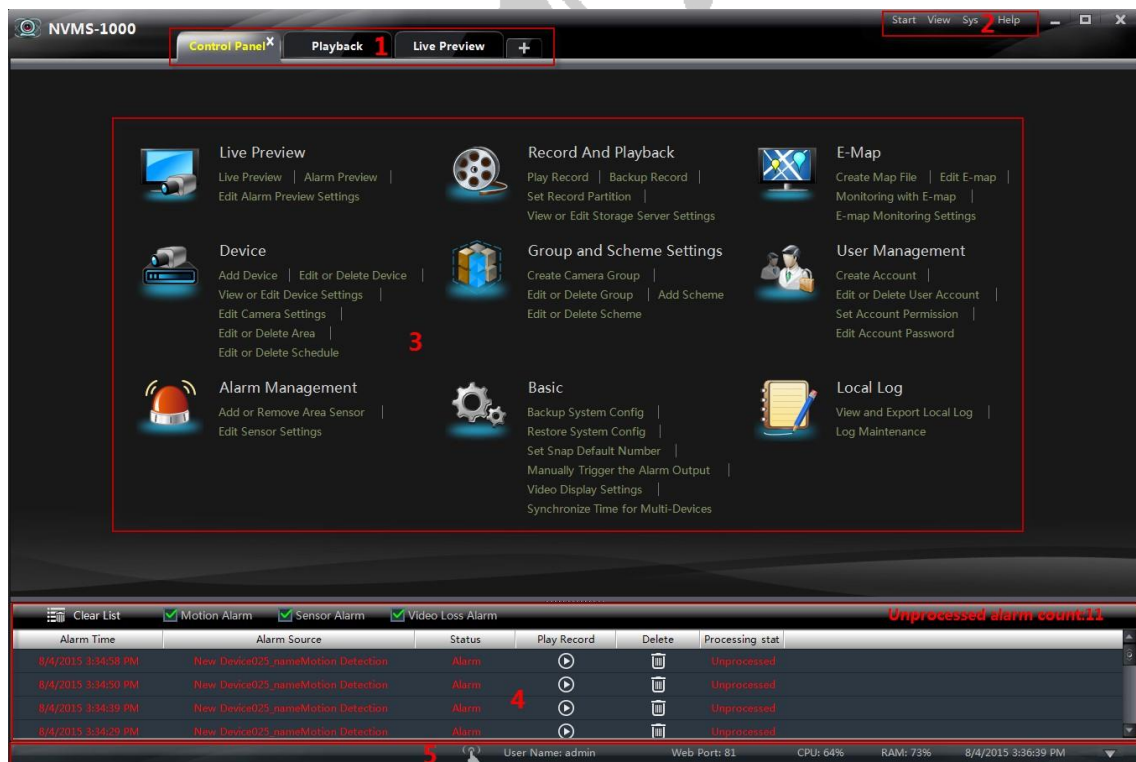 NVMS-1000
Start View Sys Help
2
Control Panel X Playback Live Preview +
1
Live Preview
Live Preview | Alarm Preview |
Edit Alarm Preview Settings
Record And Playback
Play Record | Backup Record |
Set Record Partition |
View or Edit Storage Server Settings
E-Map
Create Map File | Edit E-map |
Monitoring with E-map |
E-map Monitoring Settings
Device
Add Device | Edit or Delete Device |
View or Edit Device Settings |
Edit Camera Settings |
Edit or Delete Area |
Edit or Delete Schedule
3
Group and Scheme Settings
Create Camera Group |
Edit or Delete Group | Add Scheme
Edit or Delete Scheme
User Management
Create Account |
Edit or Delete User Account |
Set Account Permission |
Edit Account Password
Alarm Management
Add or Remove Area Sensor |
Edit Sensor Settings
Basic
Backup System Config |
Restore System Config |
Set Snap Default Number |
Manually Trigger the Alarm Output |
Video Display Settings |
Synchronize Time for Multi-Devices
Local Log
View and Export Local Log |
Log Maintenance
Clear List Motion Alarm Sensor Alarm Video Loss Alarm Unprocessed alarm count:11
Alarm Time Alarm Source Status Play Record Delete Processing stat
8/4/2015 3:34:58 PM New Device025_nameMotion Detection Alarm Unprocessed
8/4/2015 3:34:50 PM New Device025_nameMotion Detection Alarm Unprocessed
8/4/2015 3:34:39 PM New Device025_nameMotion Detection Alarm Unprocessed
4
8/4/2015 3:34:29 PM New Device025_nameMotion Detection Alarm Unprocessed
5 User Name: admin Web Port: 81 CPU: 64% RAM: 73% 8/4/2015 3:36:39 PM